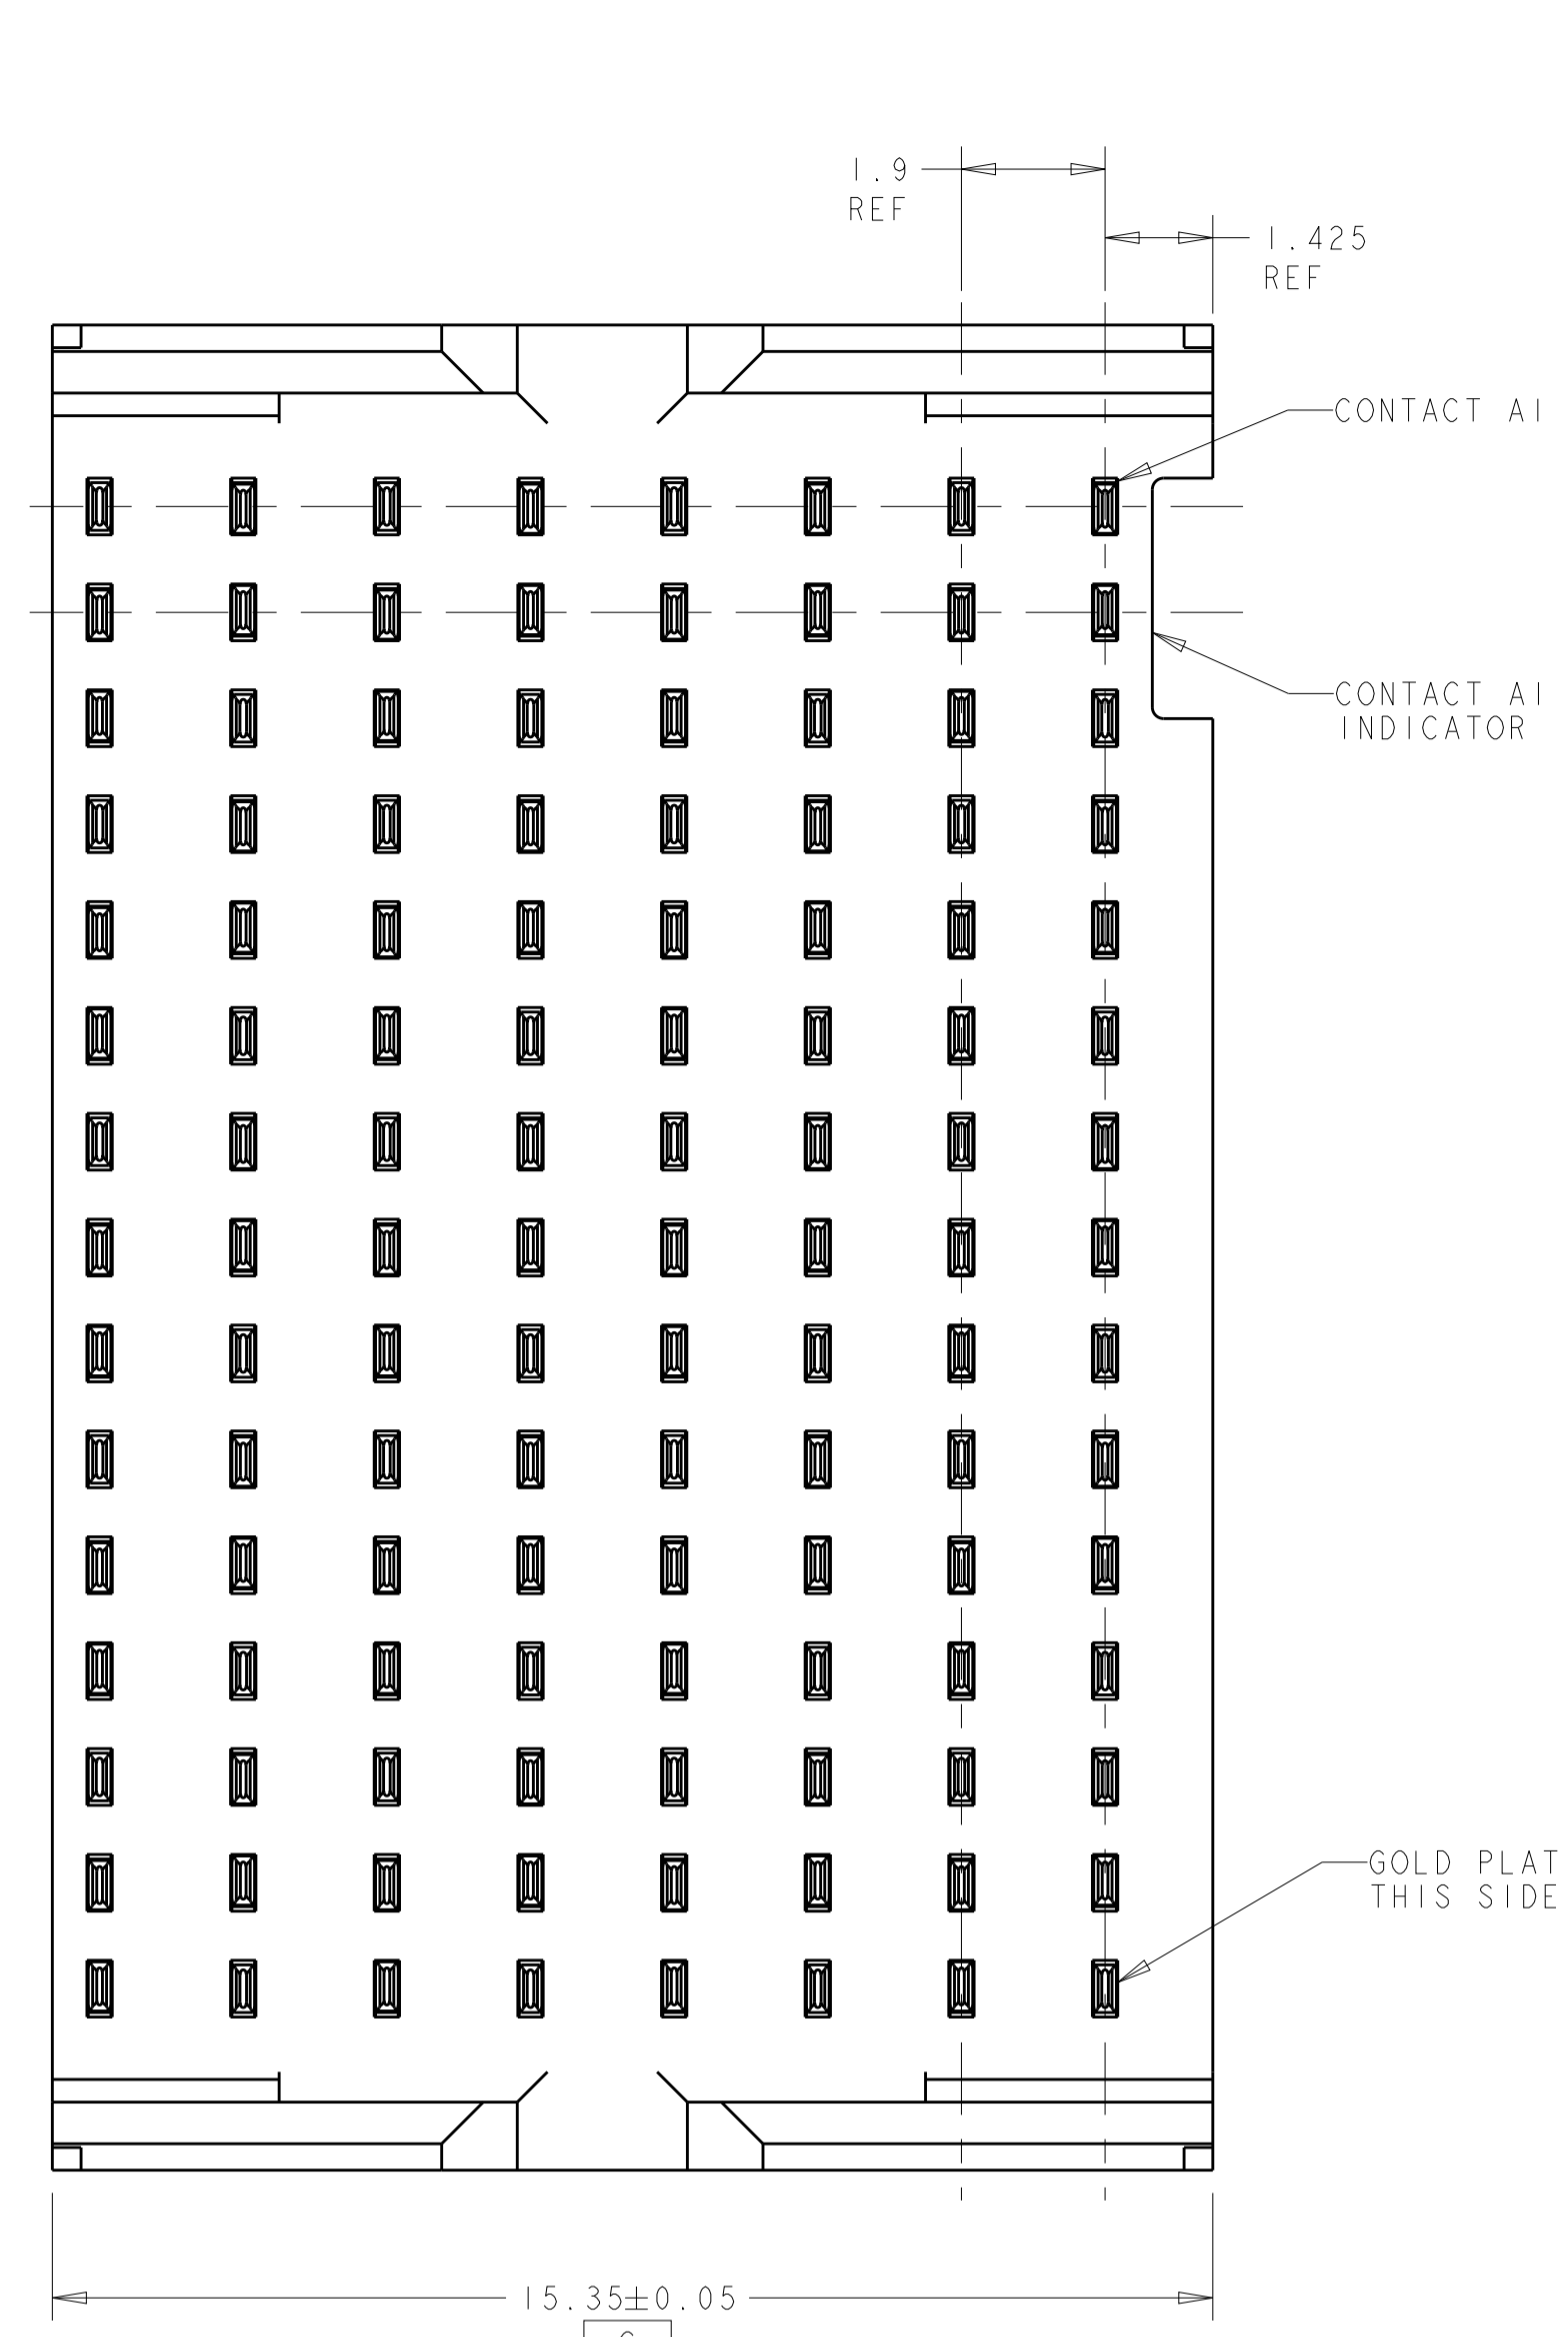 1.9
REF
1.425
REF
CONTACT A1
CONTACT A1
INDICATOR
GOLD PLAT
THIS SIDE
15.35±0.05